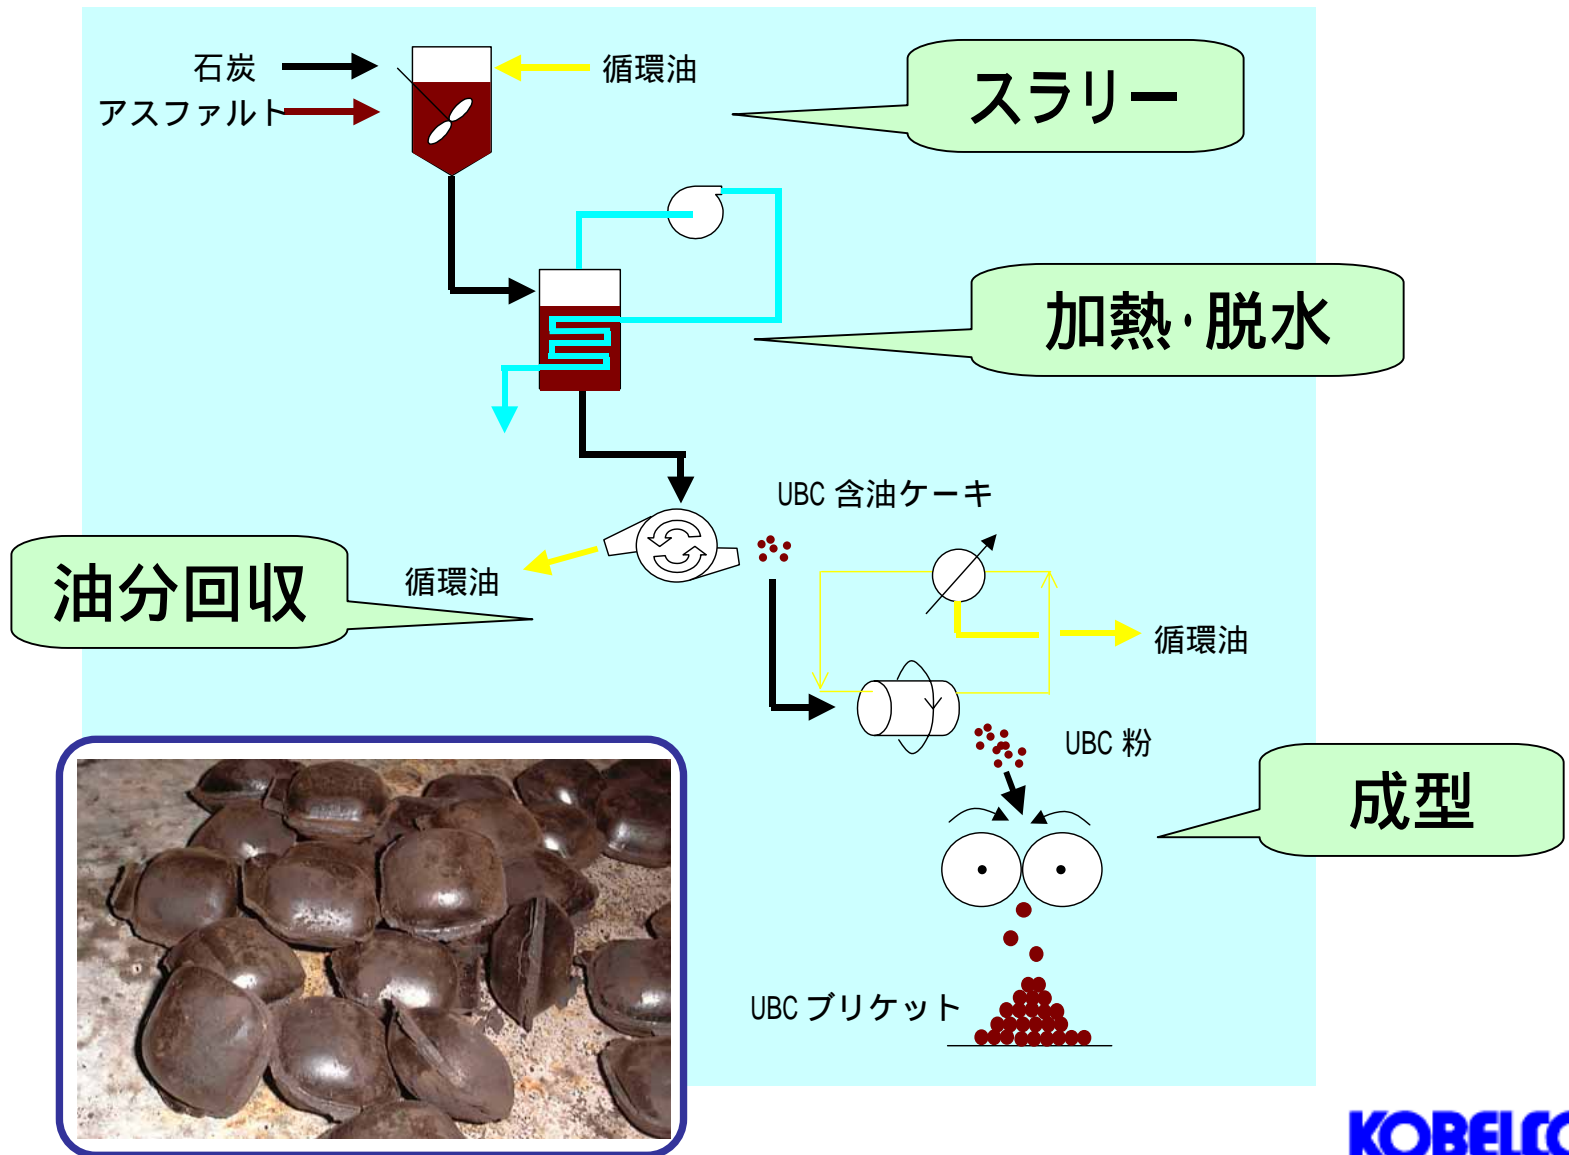 石炭
循環油
スラリー
アスファルト
加熱・脱水
UBC 含油ケーキ
油分回収
循環油
循環油
UBC 粉
成型
UBC ブリケット
KOBELCO